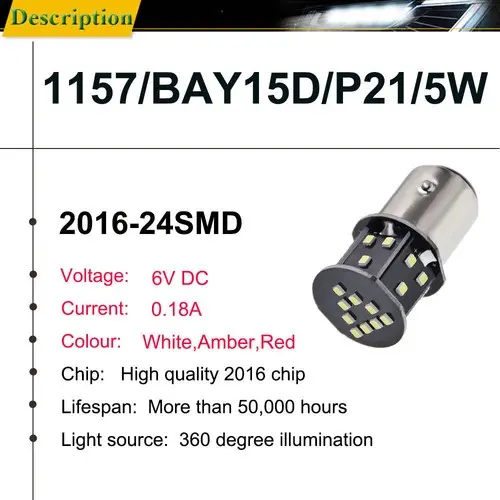 Description
1157/BAY15D/P21/5W
2016-24SMD
Voltage: 6V DC
Current: 0.18A
Colour: White,Amber,Red
Chip: High quality 2016 chip
Lifespan: More than 50,000 hours
Light source: 360 degree illumination